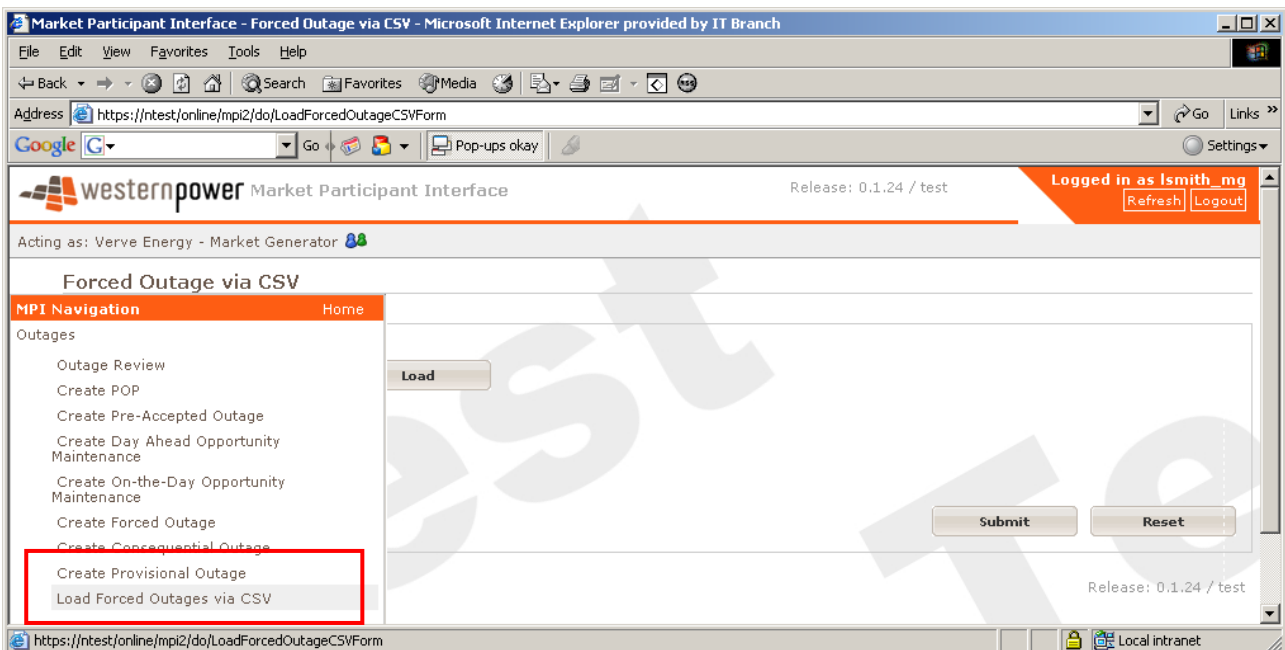 Market Participant Interface - Forced Outage via CSV - Microsoft Internet Explorer provided by IT Branch
File Edit View Favorites Tools Help
Back Search Favorites Media
Address https://ntest/online/mpi2/do/LoadForcedOutageCSVForm Go Links »
Google G Go Pop-ups okay Settings
westernpower Market Participant Interface Release: 0.1.24 / test Logged in as lsmith_mg
Refresh Logout
Acting as: Verve Energy - Market Generator
Forced Outage via CSV
MPI Navigation Home
Outages
Outage Review
Load
Create POP
Create Pre-Accepted Outage
Create Day Ahead Opportunity
Maintenance
Create On-the-Day Opportunity
Maintenance
Create Forced Outage
Submit Reset
Create Consequential Outage
Create Provisional Outage
Load Forced Outages via CSV
Release: 0.1.24 / test
Test
Te
https://ntest/online/mpi2/do/LoadForcedOutageCSVForm Local intranet